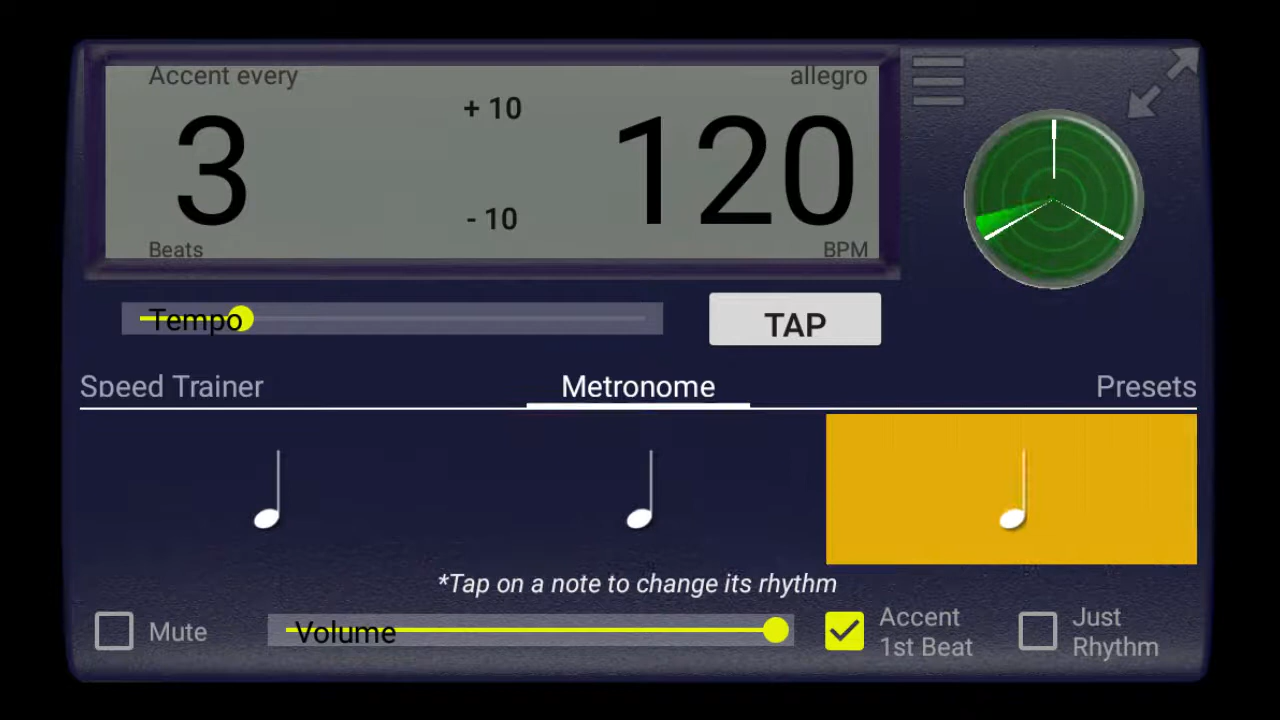 Accent every
allegro
+ 10
3
120
- 10
Beats
BPM
Tempo
TAP
Speed Trainer
Metronome
Presets
*Tap on a note to change its rhythm
Mute
Volume
Accent
1st Beat
Just
Rhythm